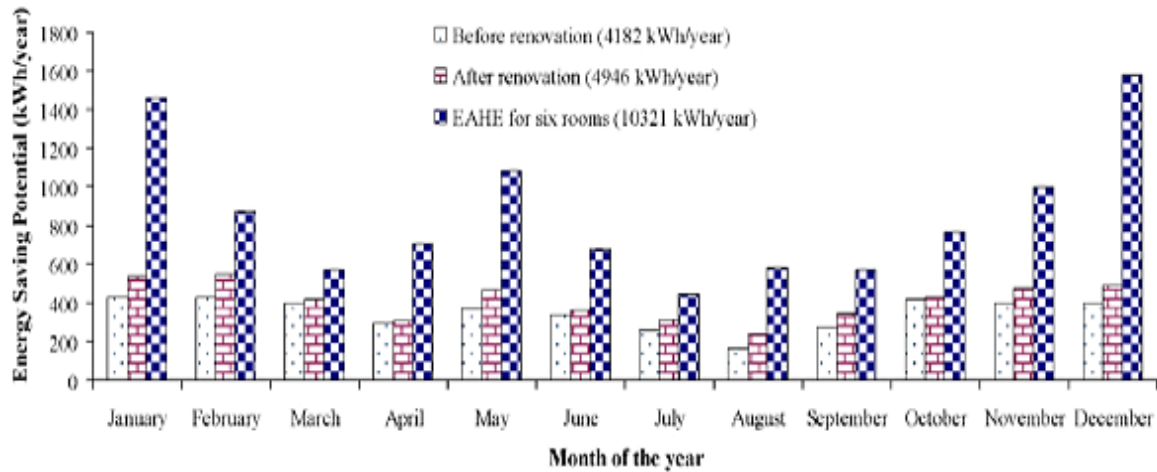 Energy Saving Potential (kWh/year)
1800
1600
1400
1200
1000
800
600
400
200
0
Before renovation (4182 kWh/year)
After renovation (4946 kWh/year)
EAHE for six rooms (10321 kWh/year)
January February March April May June July August September October November December
Month of the year